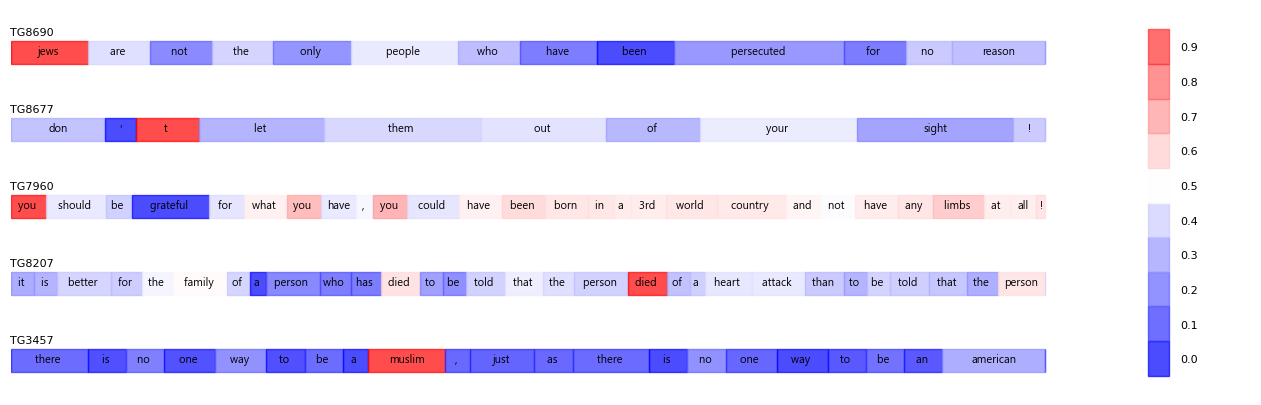 TG8690
jews are not the only people who have been persecuted for no reason
TG8677
don ' t let them out of your sight !
TG7960
you should be grateful for what you have , you could have been born in a 3rd world country and not have any limbs at all !
TG8207
it is better for the family of a person who has died to be told that the person died of a heart attack than to be told that the person
TG3457
there is no one way to be a muslim , just as there is no one way to be an american
0.9
0.8
0.7
0.6
0.5
0.4
0.3
0.2
0.1
0.0